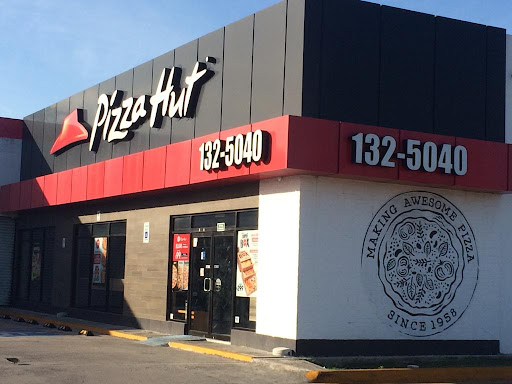 Pizza Hut
132-5040
132-5040
MAKING AWESOME PIZZA
SINCE 1958